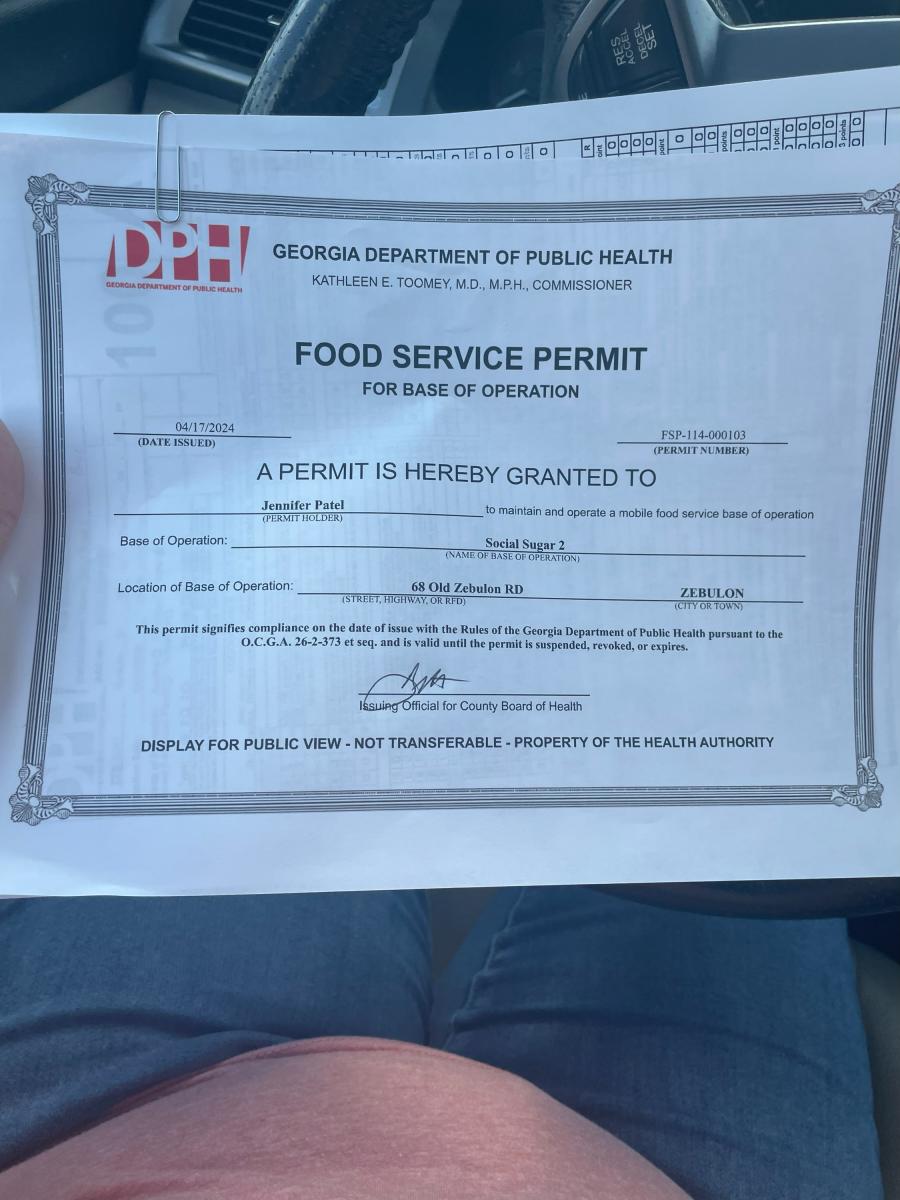 RES
ACCEL
DECEL
SET
R
point
point
points
1 point
3 points
DPH
GEORGIA DEPARTMENT OF PUBLIC HEALTH
GEORGIA DEPARTMENT OF PUBLIC HEALTH
KATHLEEN E. TOOMEY, M.D., M.P.H., COMMISSIONER
FOOD SERVICE PERMIT
FOR BASE OF OPERATION
04/17/2024 FSP-114-000103
(DATE ISSUED) (PERMIT NUMBER)
A PERMIT IS HEREBY GRANTED TO
Jennifer Patel to maintain and operate a mobile food service base of operation
(PERMIT HOLDER)
Base of Operation: Social Sugar 2
(NAME OF BASE OF OPERATION)
Location of Base of Operation: 68 Old Zebulon RD ZEBULON
(STREET, HIGHWAY, OR RFD) (CITY OR TOWN)
This permit signifies compliance on the date of issue with the Rules of the Georgia Department of Public Health pursuant to the
O.C.G.A. 26-2-373 et seq. and is valid until the permit is suspended, revoked, or expires.
Issuing Official for County Board of Health
DISPLAY FOR PUBLIC VIEW - NOT TRANSFERABLE - PROPERTY OF THE HEALTH AUTHORITY